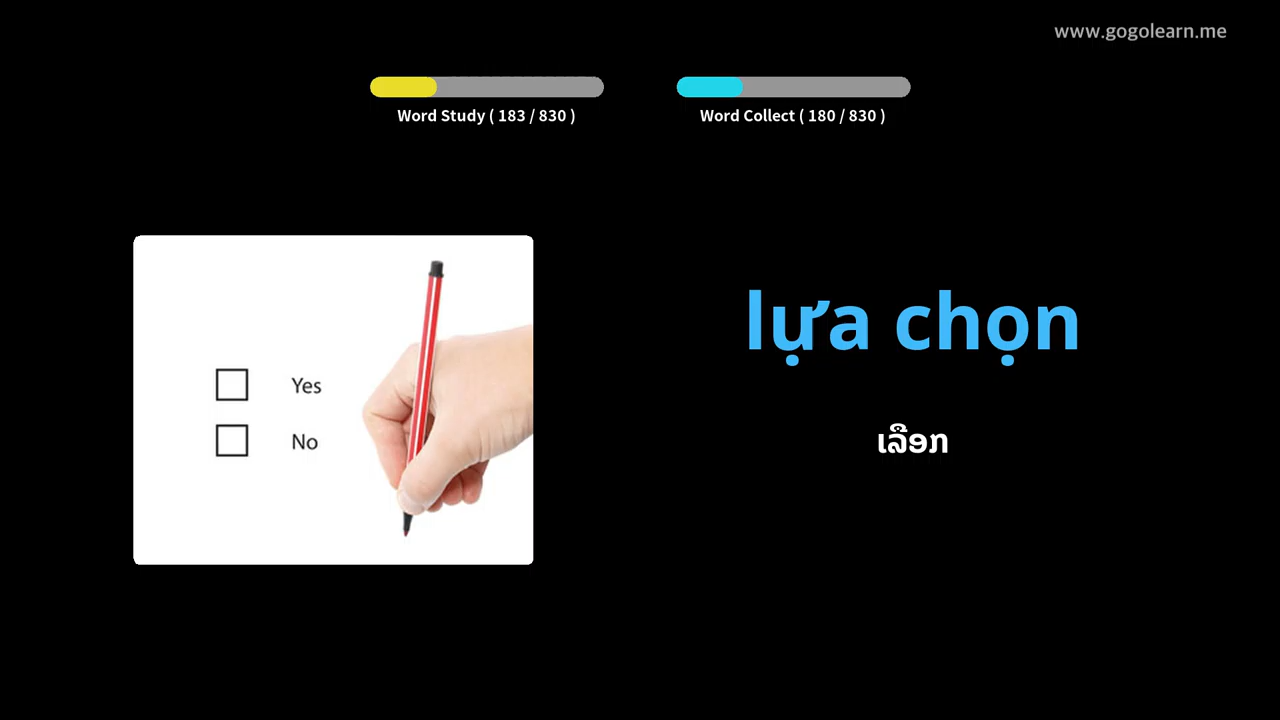 www.gogolearn.me
Word Study ( 183 / 830 )
Word Collect ( 180 / 830 )
lựa chọn
ເລືອກ
Yes
No